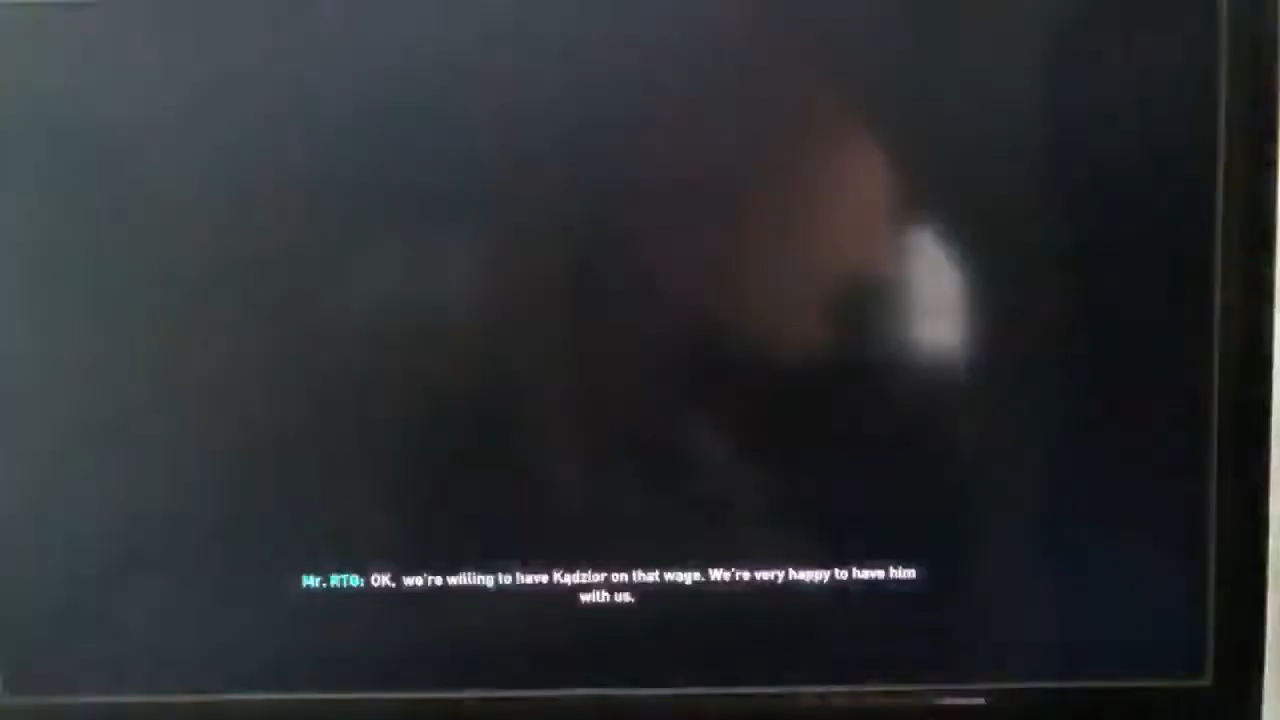 Mr. RTG: OK, we're willing to have Kądzior on that wage. We're very happy to have him
with us.